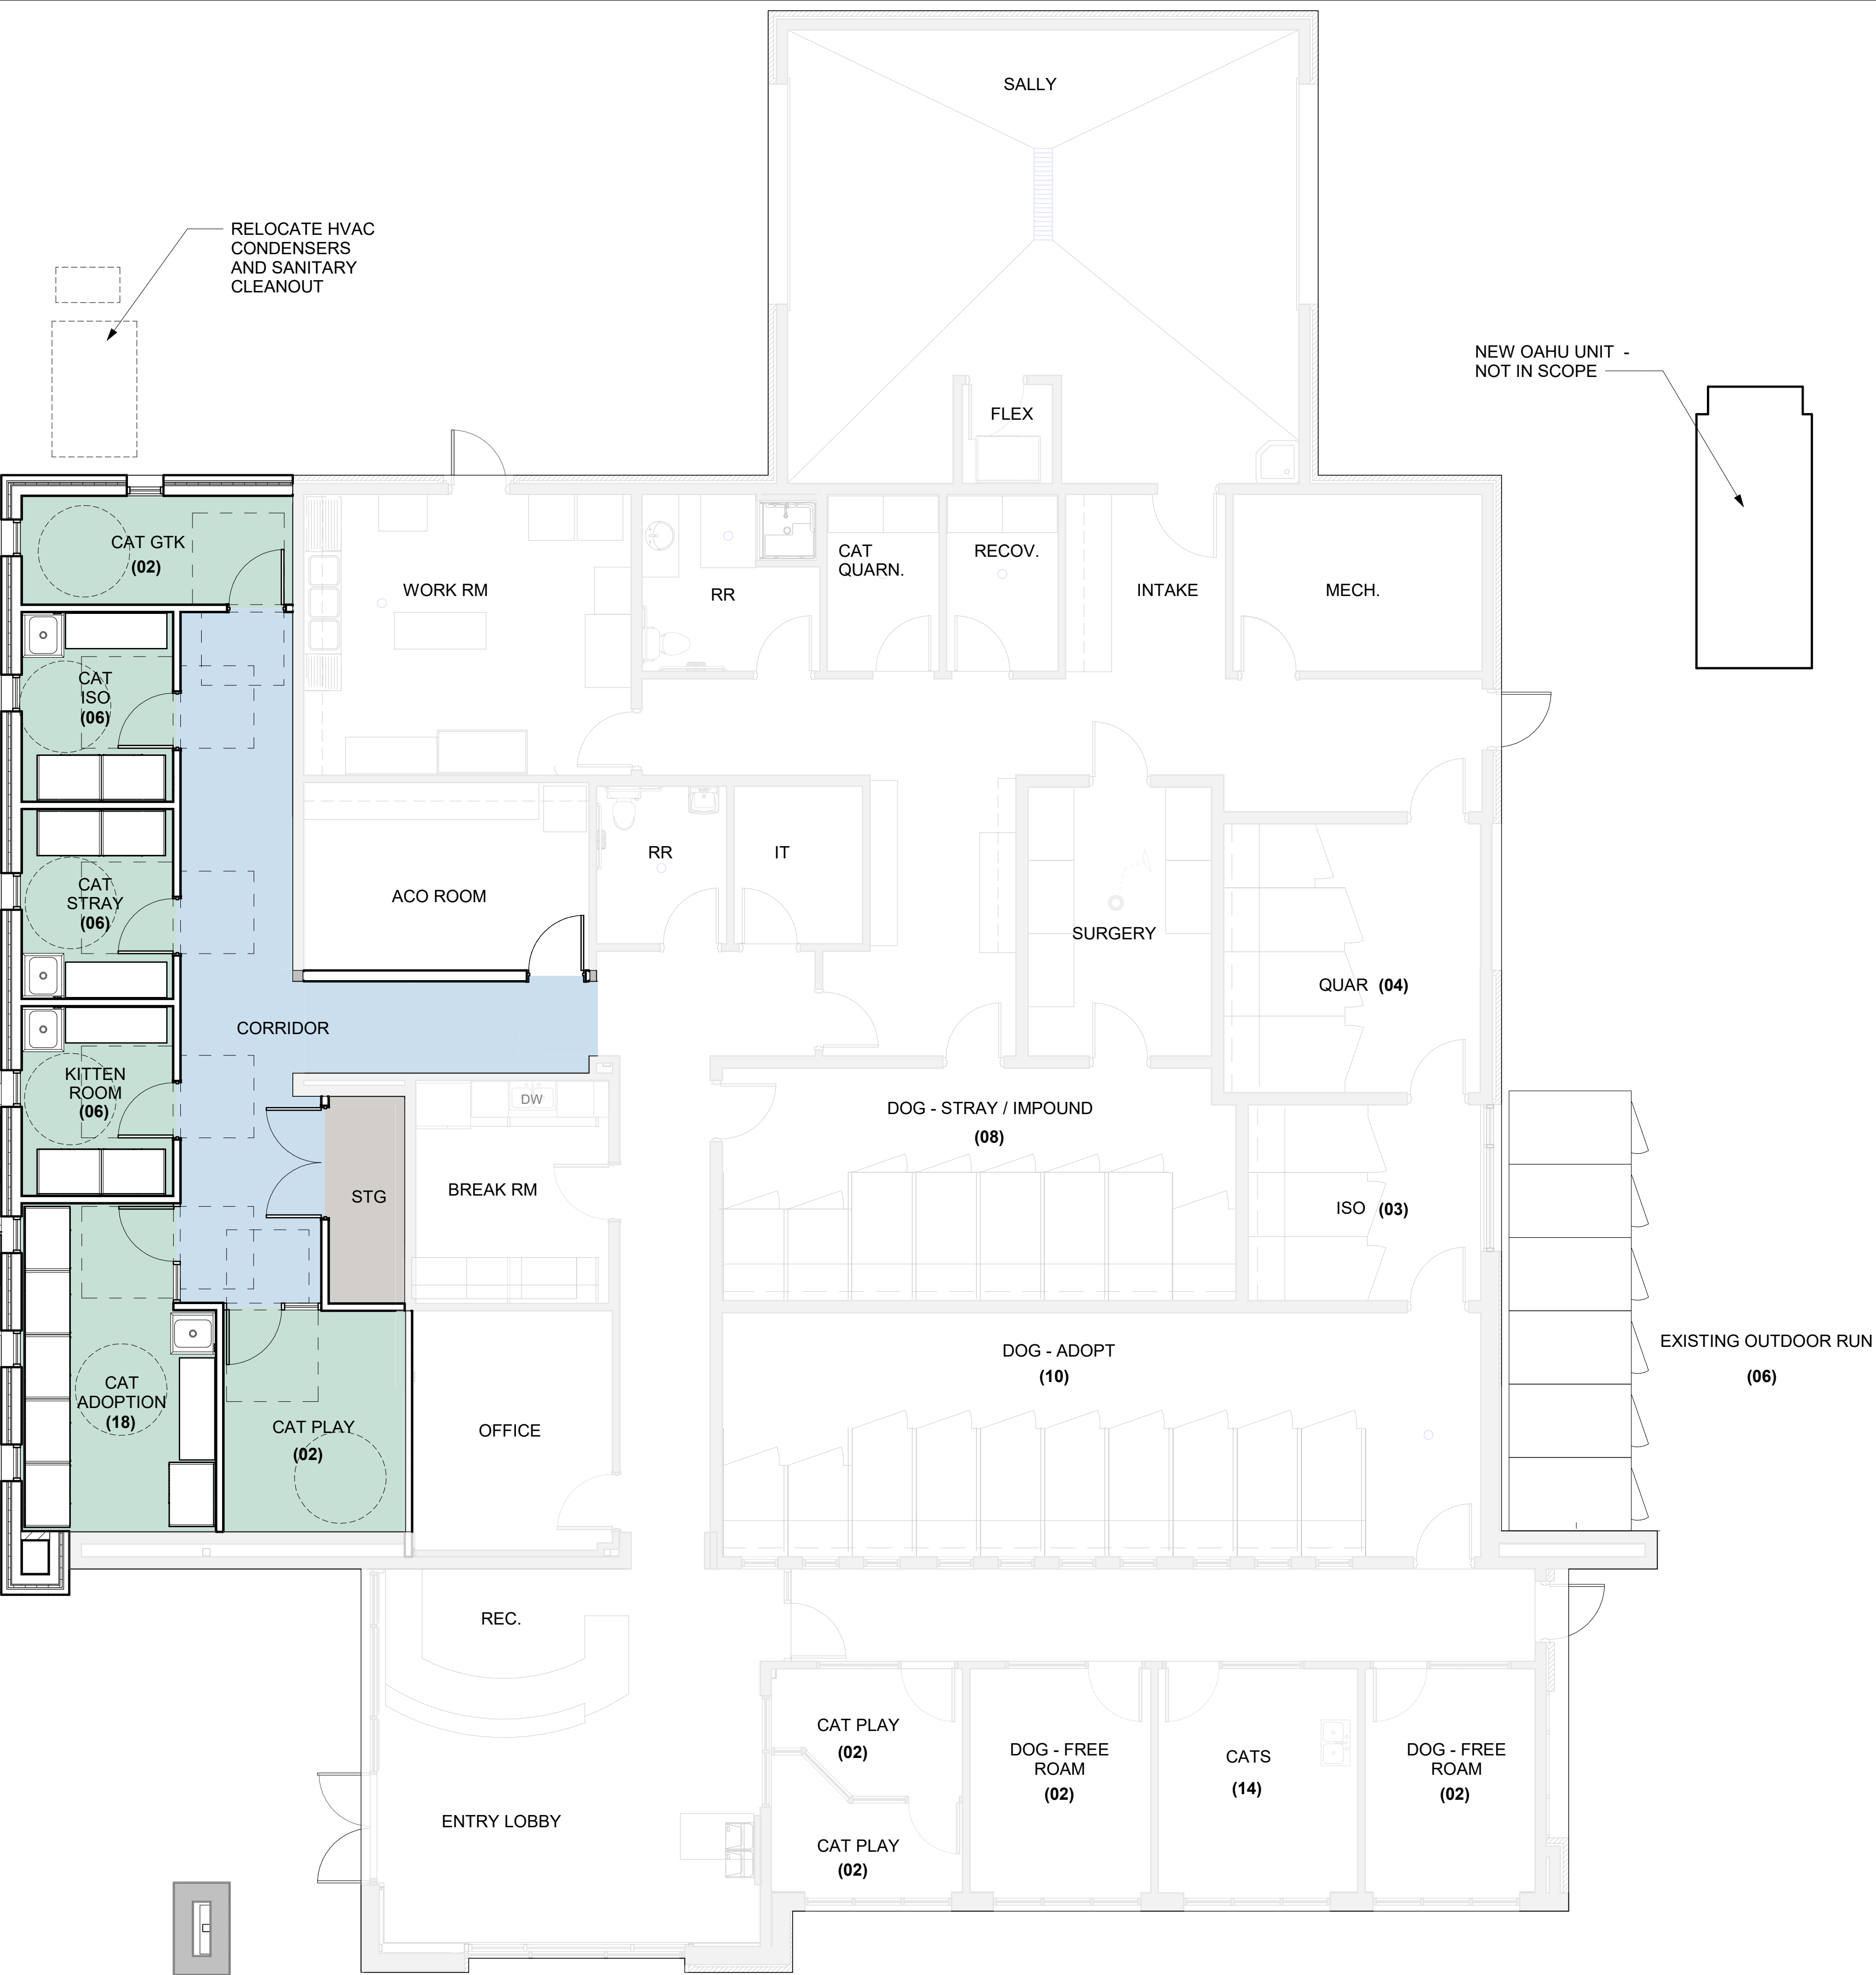 SALLY
RELOCATE HVAC
CONDENSERS
AND SANITARY
CLEANOUT
NEW OAHU UNIT -
NOT IN SCOPE
FLEX
CAT GTK
(02)
WORK RM
RR
CAT
QUARN.
RECOV.
INTAKE
MECH.
CAT
ISO
(06)
CAT
STRAY
(06)
ACO ROOM
RR
IT
SURGERY
QUAR (04)
CORRIDOR
KITTEN
ROOM
(06)
STG
DW
BREAK RM
DOG - STRAY / IMPOUND
(08)
ISO (03)
CAT
ADOPTION
(18)
CAT PLAY
(02)
OFFICE
DOG - ADOPT
(10)
EXISTING OUTDOOR RUN
(06)
REC.
ENTRY LOBBY
CAT PLAY
(02)
CAT PLAY
(02)
DOG - FREE
ROAM
(02)
CATS
(14)
DOG - FREE
ROAM
(02)